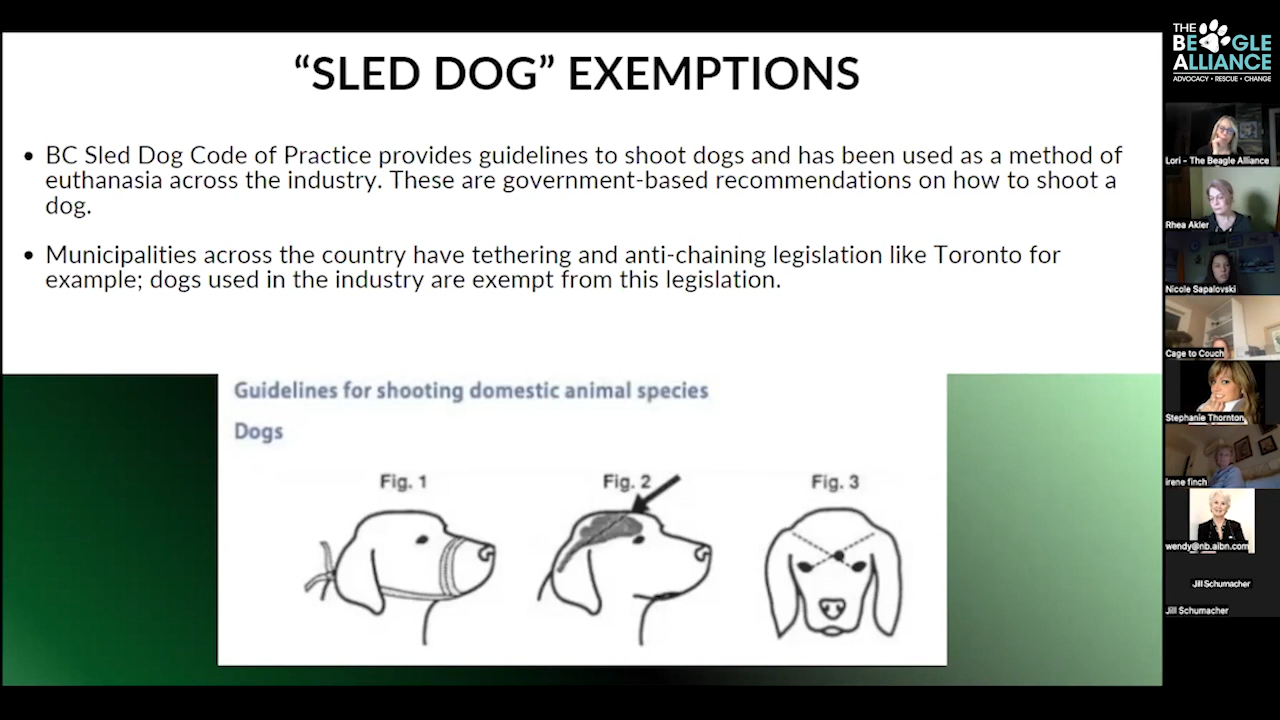 “SLED DOG” EXEMPTIONS
• BC Sled Dog Code of Practice provides guidelines to shoot dogs and has been used as a method of
euthanasia across the industry. These are government-based recommendations on how to shoot a
dog.
• Municipalities across the country have tethering and anti-chaining legislation like Toronto for
example; dogs used in the industry are exempt from this legislation.
Guidelines for shooting domestic animal species
Dogs
Fig. 1
Fig. 2
Fig. 3
THE
BEAGLE
ALLIANCE
ADVOCACY • RESCUE • CHANGE
Lori - The Beagle Alliance
Rhea Akler
Nicole Sapalovski
Cage to Couch
Stephanie Thornton
irene finch
wendy@nb.aibn.com
Jill Schumacher
Jill Schumacher